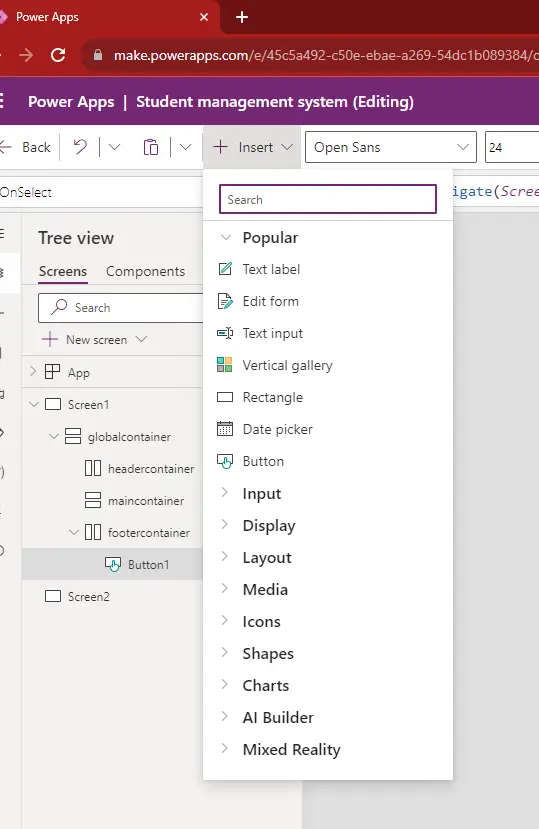 Power Apps
make.powerapps.com/e/45c5a492-c50e-ebae-a269-54dc1b089384/
Power Apps | Student management system (Editing)
Back
Insert
Open Sans
24
OnSelect
igate(Scree
Search
Tree view
Screens
Components
Search
New screen
App
Screen1
globalcontainer
headercontainer
maincontainer
footercontainer
Button1
Screen2
Popular
Text label
Edit form
Text input
Vertical gallery
Rectangle
Date picker
Button
Input
Display
Layout
Media
Icons
Shapes
Charts
AI Builder
Mixed Reality